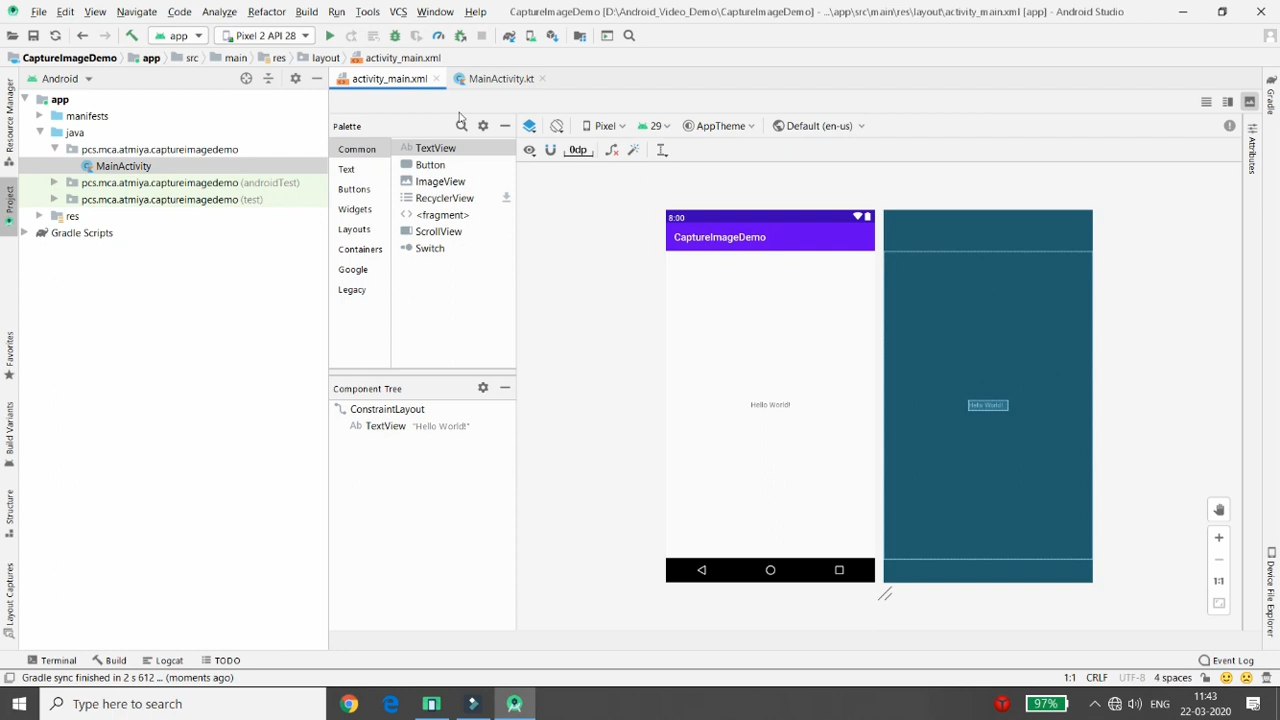 File Edit View Navigate Code Analyze Refactor Build Run Tools VCS Window Help CaptureImageDemo [D:\Android_Video_Demo\CaptureImageDemo] - ...\app\src\main\res\layout\activity_main.xml [app] - Android Studio
app Pixel 2 API 28
CaptureImageDemo app src main res layout activity_main.xml
Android
activity_main.xml
MainActivity.kt
Resource Manager
Project
Favorites
Build Variants
Structure
Layout Captures
app
manifests
java
pcs.mca.atmiya.captureimagedemo
MainActivity
pcs.mca.atmiya.captureimagedemo (androidTest)
pcs.mca.atmiya.captureimagedemo (test)
res
Gradle Scripts
Palette
Common
Text
Buttons
Widgets
Layouts
Containers
Google
Legacy
Ab TextView
Button
ImageView
RecyclerView
<> <fragment>
ScrollView
Switch
Component Tree
ConstraintLayout
Ab TextView "Hello World!"
Pixel 29 AppTheme Default (en-us)
0dp
8:00
CaptureImageDemo
Hello World!
Hello World!
1:1
Gradle
Attributes
Device File Explorer
Terminal Build Logcat TODO Event Log
Gradle sync finished in 2 s 612 ... (moments ago) 1:1 CRLF UTF-8 4 spaces
Type here to search
97%
ENG
11:43
22-03-2020